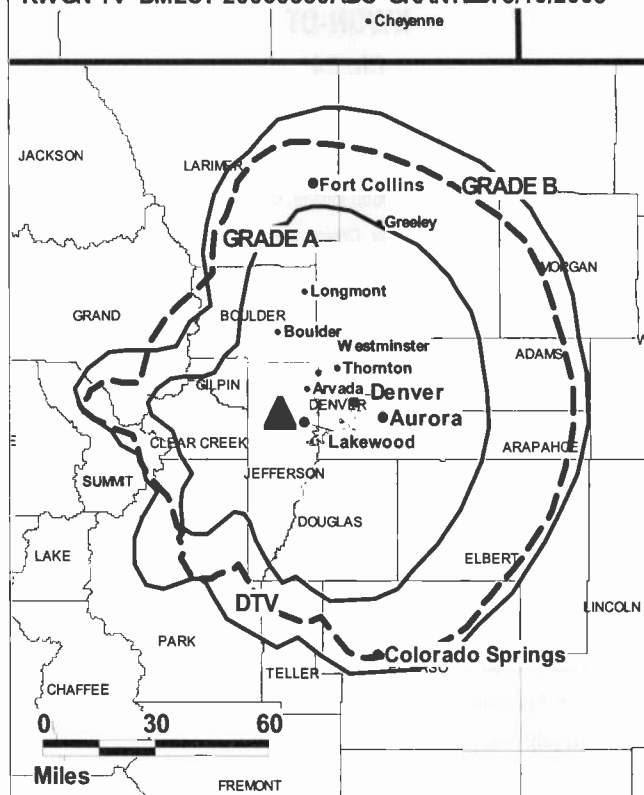 Cheyenne
JACKSON
LARIMER
Fort Collins
GRADE B
Greeley
GRADE A
MORGAN
Longmont
GRAND
BOULDER
Boulder
Westminster
ADAMS
Thornton
GILPIN
Arvada
Denver
DENVER
Aurora
CLEAR CREEK
Lakewood
ARAPAHOE
JEFFERSON
SUMMIT
DOUGLAS
LAKE
ELBERT
DTV
LINCOLN
PARK
Colorado Springs
TELLER
CHAFFEE
0 30 60
Miles
FREMONT